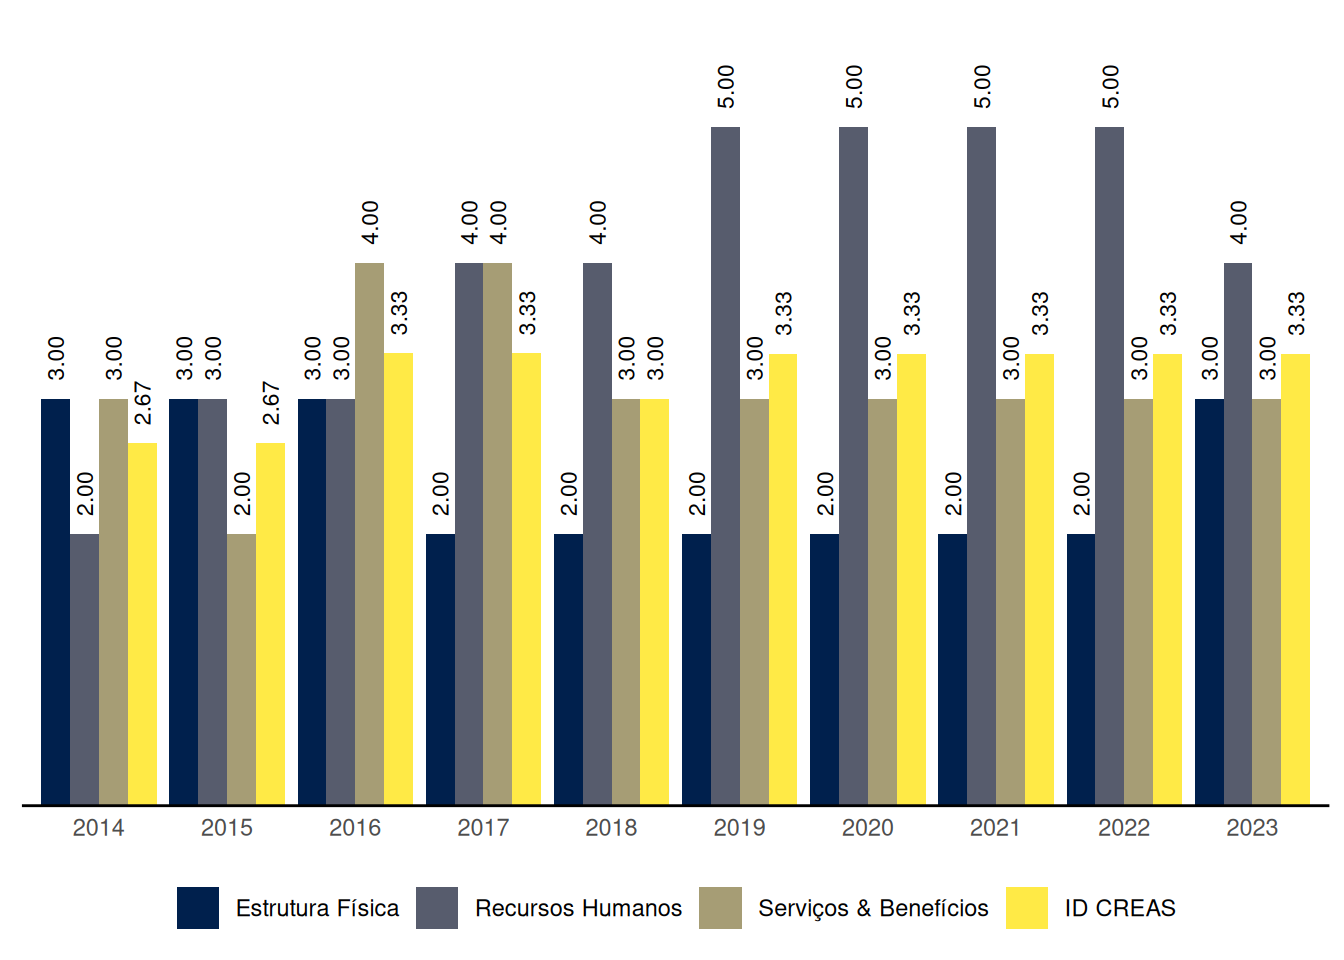 5.00 5.00 5.00 5.00
4.00 4.00 4.00 4.00 4.00
3.33 3.33 3.33 3.33 3.33 3.33 3.33
3.00 3.00 3.00 3.00 3.00 3.00 3.00 3.00 3.00 3.00 3.00 3.00 3.00 3.00
2.67 2.67
2.00 2.00 2.00 2.00 2.00 2.00 2.00 2.00
2014 2015 2016 2017 2018 2019 2020 2021 2022 2023
Estrutura Física Recursos Humanos Serviços & Benefícios ID CREAS